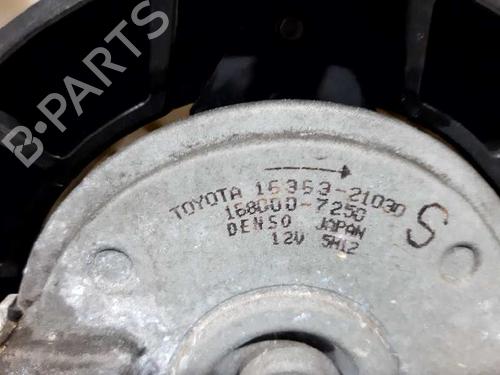 B-PARTS
TOYOTA 16363-21030
168000-7250
DENSO JAPAN
12V 5H12
S